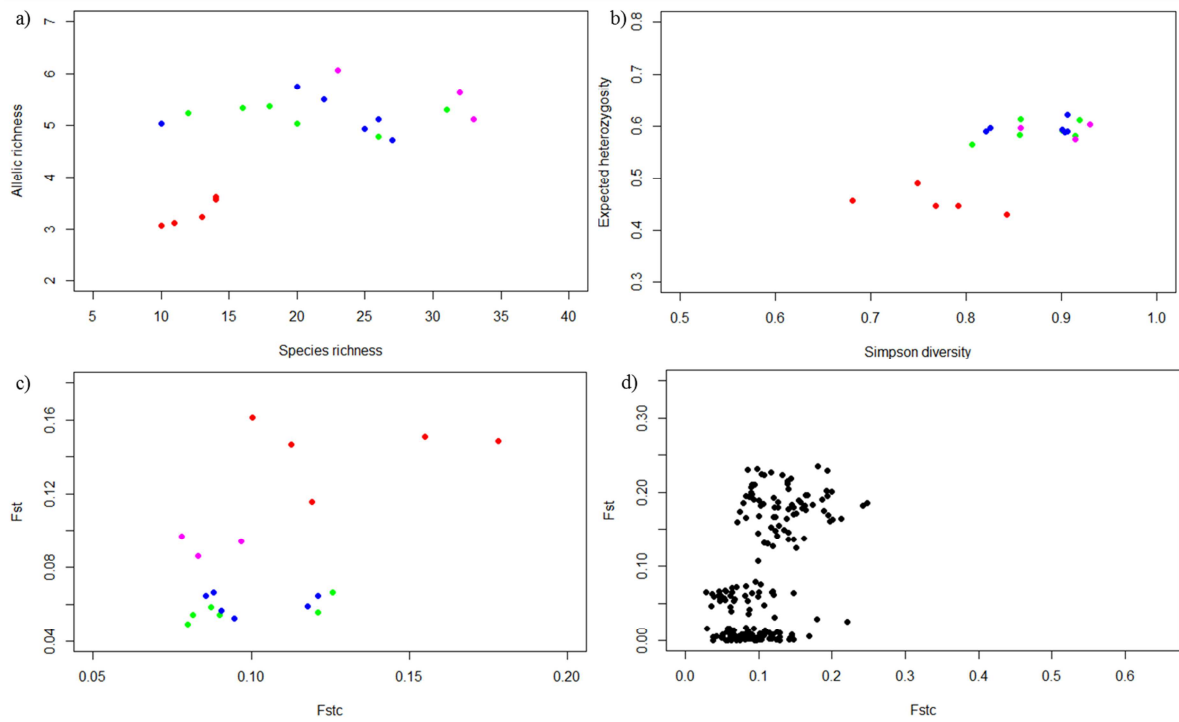 a)
7
6
5
4
3
2
Allelic richness
5 10 15 20 25 30 35 40
Species richness
b)
0.8
0.7
0.6
0.5
0.4
0.3
Expected heterozygosity
0.5 0.6 0.7 0.8 0.9 1.0
Simpson diversity
c)
0.16
0.12
0.08
0.04
Fst
0.05 0.10 0.15 0.20
Fstc
d)
0.30
0.20
0.10
0.00
Fst
0.0 0.1 0.2 0.3 0.4 0.5 0.6
Fstc